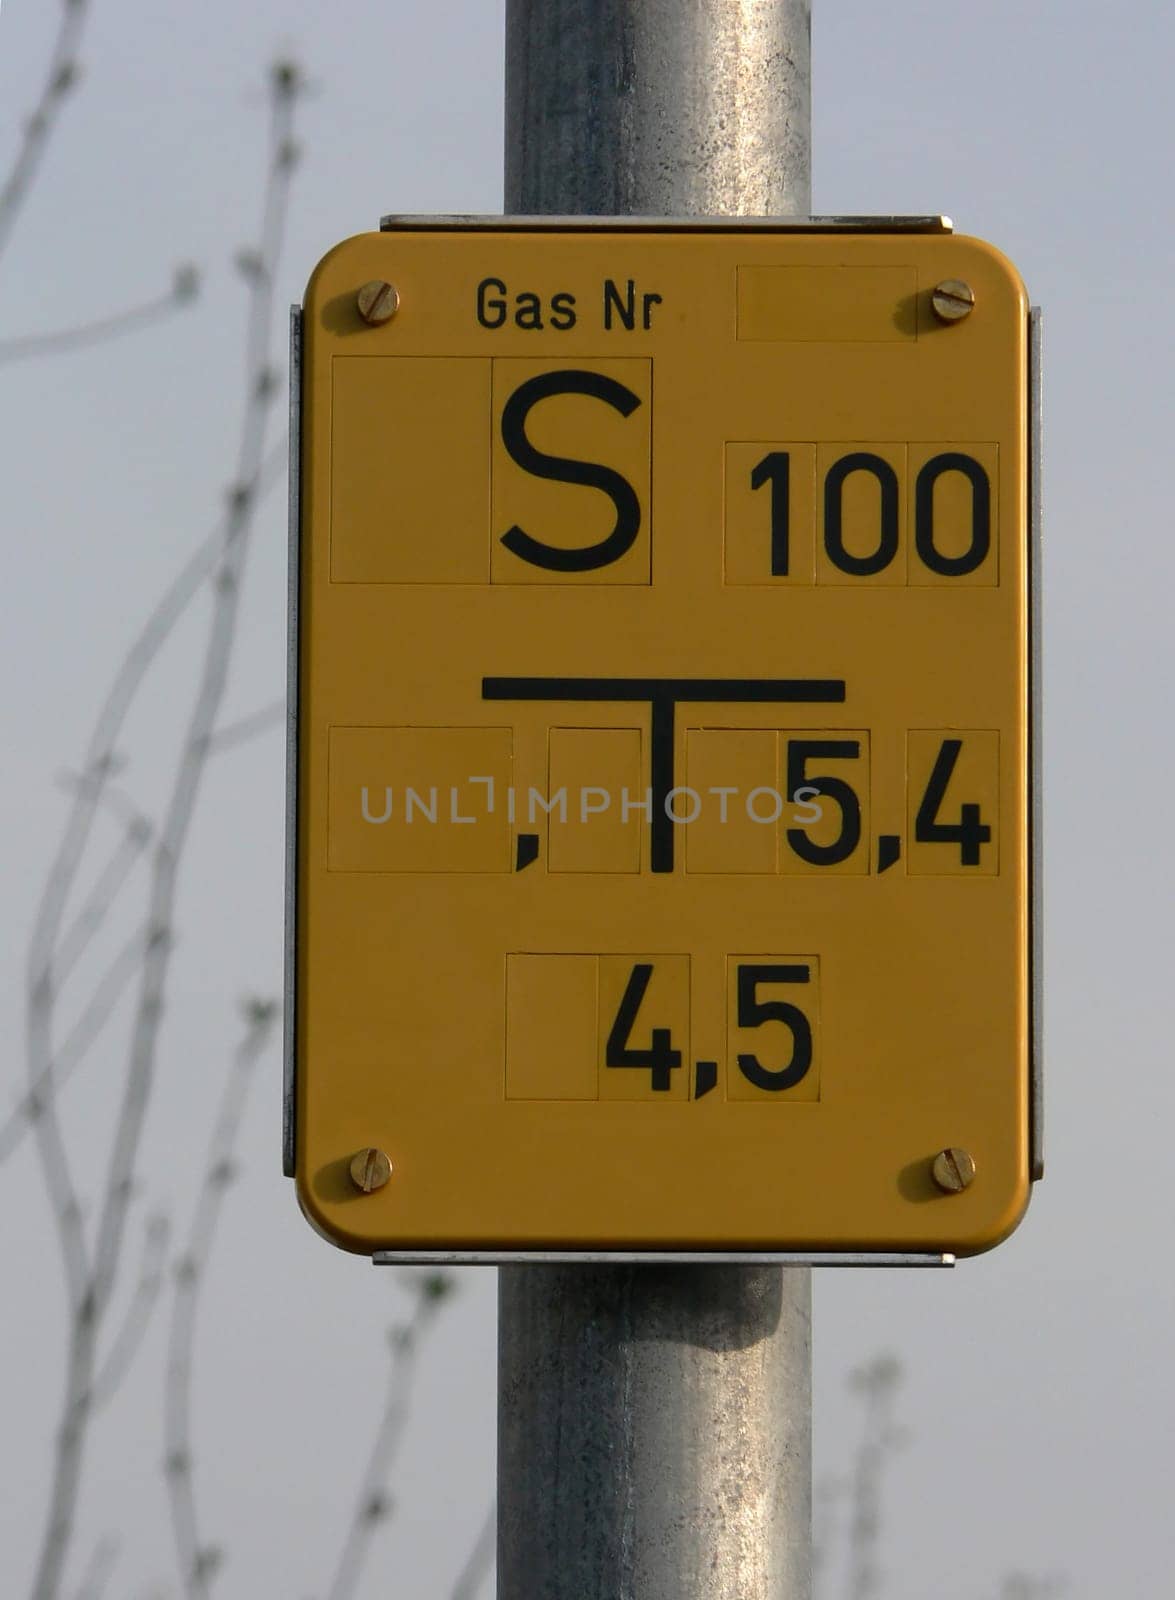 Gas Nr
S 100
, T 5,4
UNLIMPHOTOS
4,5